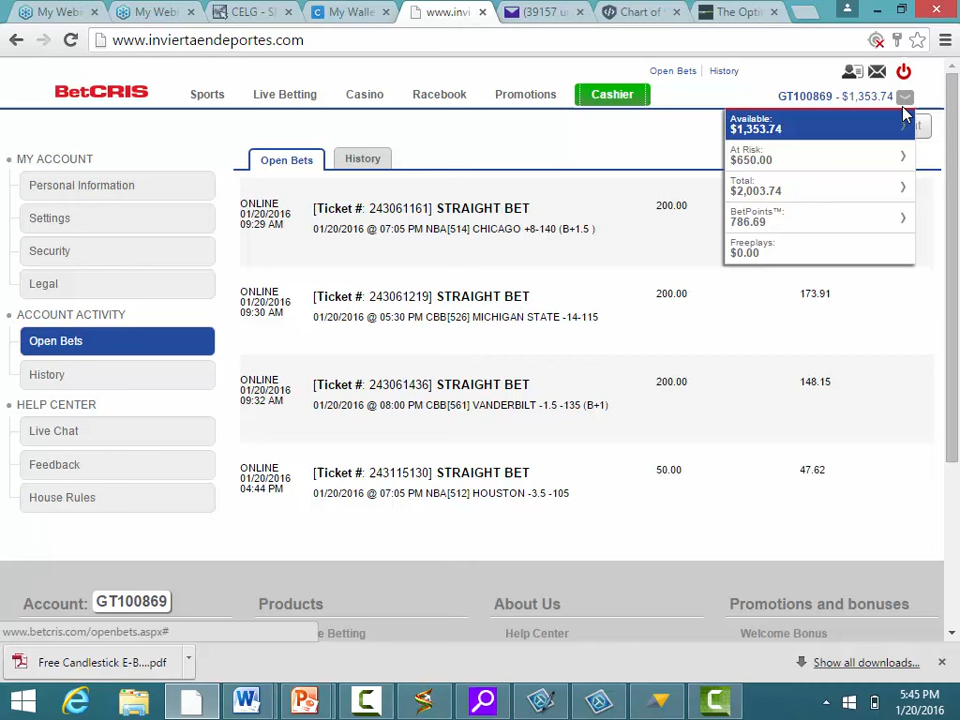 My Webi
My Webi
CELG - S
My Walle
www.invi
(39157 un
Chart of
The Opti
www.inviertaendeportes.com
Open Bets
History
BetCRIS
Sports
Live Betting
Casino
Racebook
Promotions
Cashier
GT100869 - $1,353.74
Available:
$1,353.74
At Risk:
$650.00
Total:
$2,003.74
BetPoints™:
786.69
Freeplays:
$0.00
MY ACCOUNT
Personal Information
Settings
Security
Legal
ACCOUNT ACTIVITY
Open Bets
History
HELP CENTER
Live Chat
Feedback
House Rules
Open Bets
History
ONLINE
01/20/2016
09:29 AM
[Ticket #: 243061161] STRAIGHT BET
01/20/2016 @ 07:05 PM NBA[514] CHICAGO +8-140 (B+1.5 )
200.00
ONLINE
01/20/2016
09:30 AM
[Ticket #: 243061219] STRAIGHT BET
01/20/2016 @ 05:30 PM CBB[526] MICHIGAN STATE -14-115
200.00
173.91
ONLINE
01/20/2016
09:32 AM
[Ticket #: 243061436] STRAIGHT BET
01/20/2016 @ 08:00 PM CBB[561] VANDERBILT -1.5 -135 (B+1)
200.00
148.15
ONLINE
01/20/2016
04:44 PM
[Ticket #: 243115130] STRAIGHT BET
01/20/2016 @ 07:05 PM NBA[512] HOUSTON -3.5 -105
50.00
47.62
Account: GT100869
Products
About Us
Promotions and bonuses
www.betcris.com/openbets.aspx#
e Betting
Help Center
Welcome Bonus
Free Candlestick E-B....pdf
Show all downloads...
5:45 PM
1/20/2016